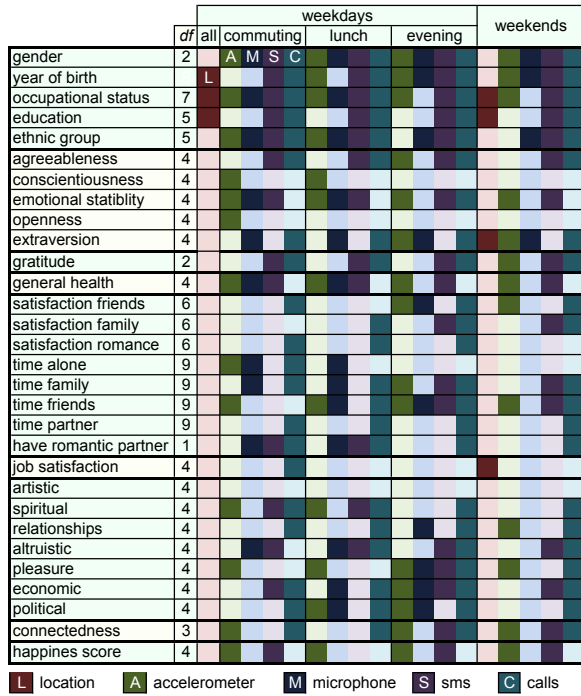 weekdays
weekends
df all commuting lunch evening
gender 2 A M S C
year of birth L
occupational status 7
education 5
ethnic group 5
agreeableness 4
conscientiousness 4
emotional statiblity 4
openness 4
extraversion 4
gratitude 2
general health 4
satisfaction friends 6
satisfaction family 6
satisfaction romance 6
time alone 9
time family 9
time friends 9
time partner 9
have romantic partner 1
job satisfaction 4
artistic 4
spiritual 4
relationships 4
altruistic 4
pleasure 4
economic 4
political 4
connectedness 3
happines score 4
L location A accelerometer M microphone S sms C calls